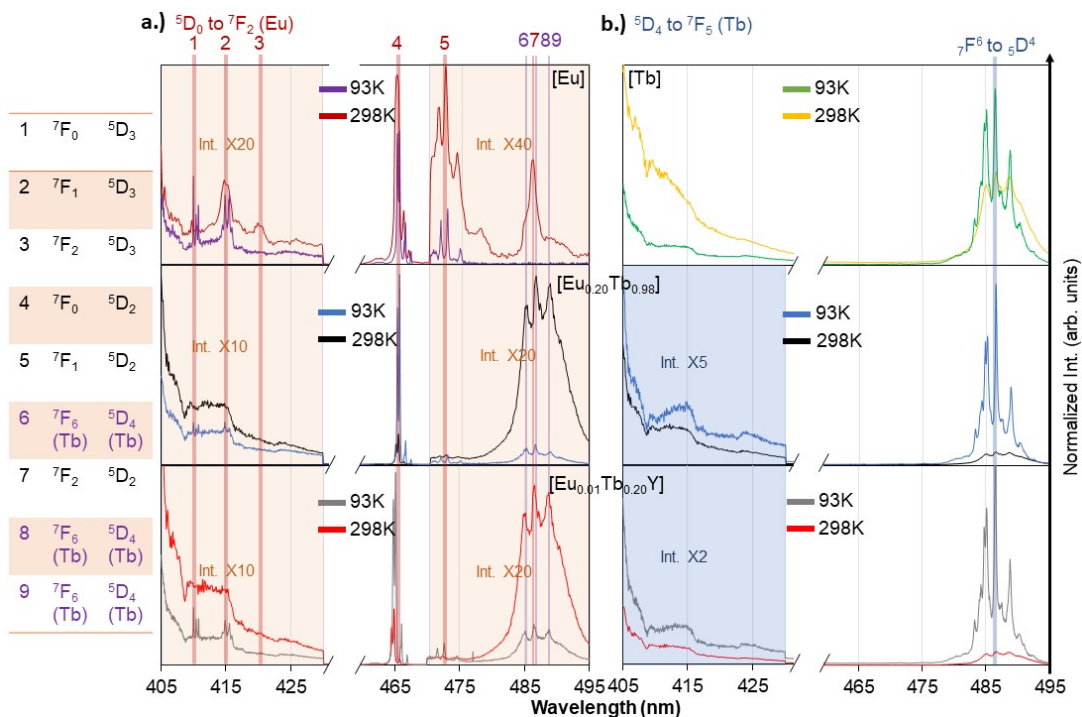 a.) ⁵D₀ to ⁷F₂ (Eu)
1 2 3 4 5 6 7 8 9
b.) ⁵D₄ to ⁷F₅ (Tb)
₇F⁶ to ₅D⁴
1 ⁷F₀ ⁵D₃
2 ⁷F₁ ⁵D₃
3 ⁷F₂ ⁵D₃
4 ⁷F₀ ⁵D₂
5 ⁷F₁ ⁵D₂
6 ⁷F₆ ⁵D₄
(Tb) (Tb)
7 ⁷F₂ ⁵D₂
8 ⁷F₆ ⁵D₄
(Tb) (Tb)
9 ⁷F₆ ⁵D₄
(Tb) (Tb)
[Eu]
93K
298K
Int. X20
Int. X40
[Eu₀.₂₀Tb₀.₉₈]
93K
298K
Int. X10
Int. X20
[Eu₀.₀₁Tb₀.₂₀Y]
93K
298K
Int. X10
Int. X20
405 415 425 465 475 485 495
[Tb]
93K
298K
93K
298K
Int. X5
93K
298K
Int. X2
405 415 425 465 485 495
Wavelength (nm)
Normalized Int. (arb. units)